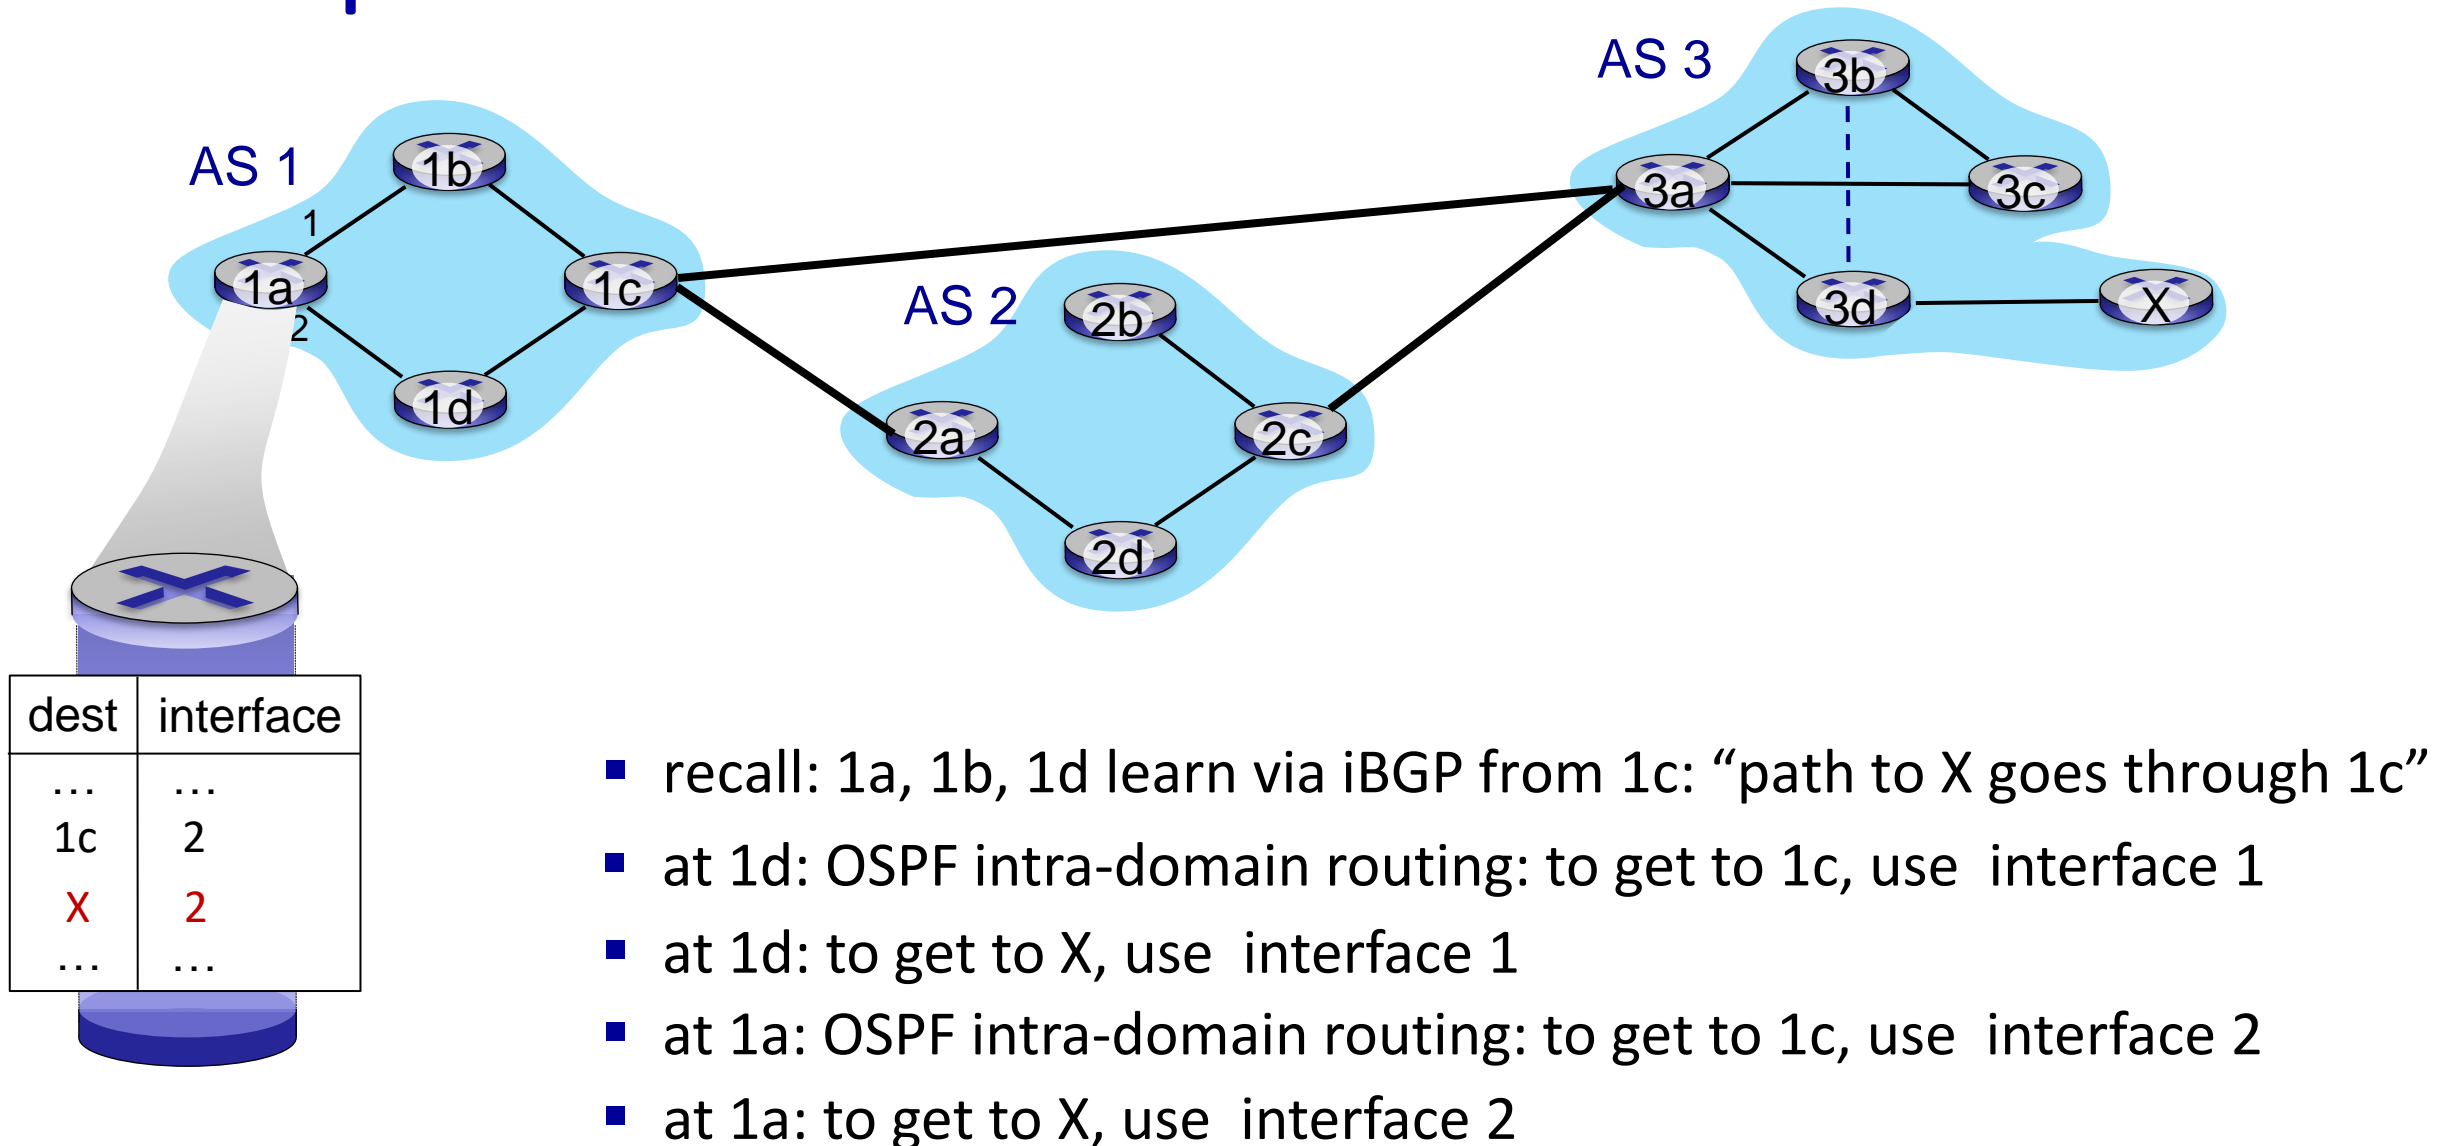 AS 3
3b
AS 1
1b
3a
3c
1
1a
1c
AS 2
2b
3d
X
2
1d
2a
2c
2d
dest interface
... ...
1c 2
X 2
... ...
recall: 1a, 1b, 1d learn via iBGP from 1c: “path to X goes through 1c”
at 1d: OSPF intra-domain routing: to get to 1c, use interface 1
at 1d: to get to X, use interface 1
at 1a: OSPF intra-domain routing: to get to 1c, use interface 2
at 1a: to get to X, use interface 2